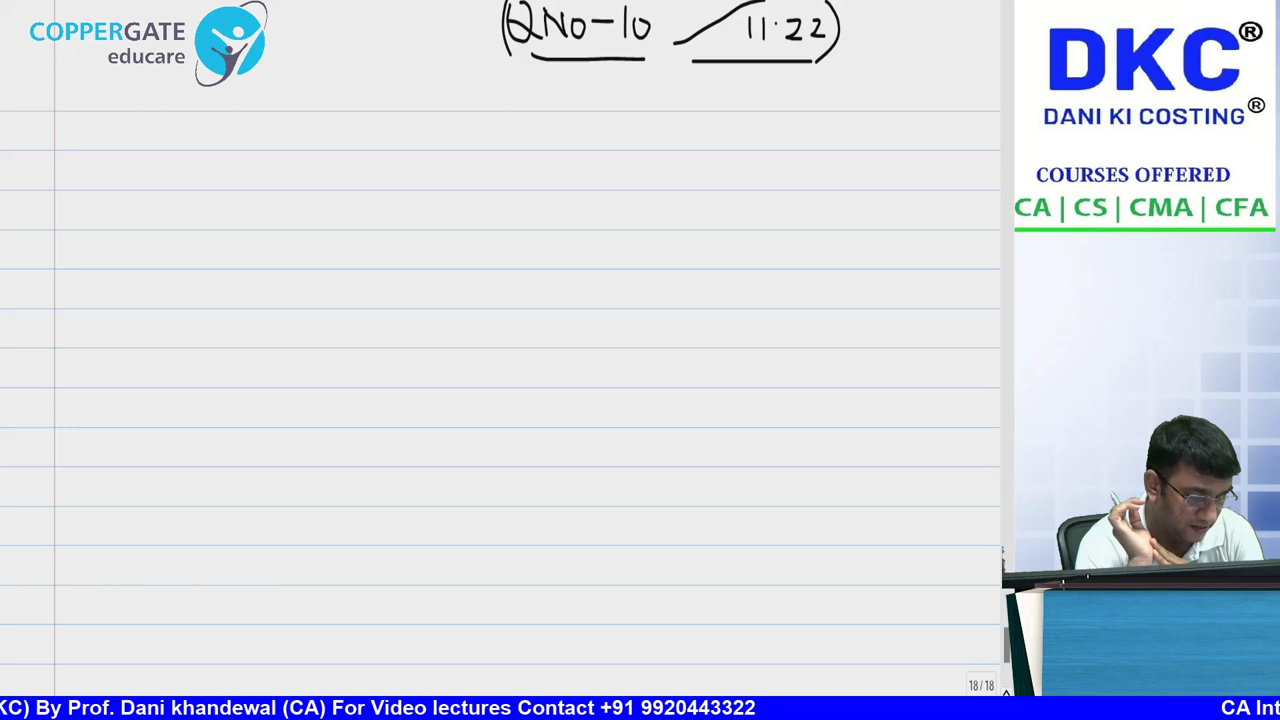 COPPERGATE
educare
(QNo-10 11.22)
DKC®
DANI KI COSTING®
COURSES OFFERED
CA | CS | CMA | CFA
18/18
KC) By Prof. Dani khandewal (CA) For Video lectures Contact +91 9920443322 CA Int